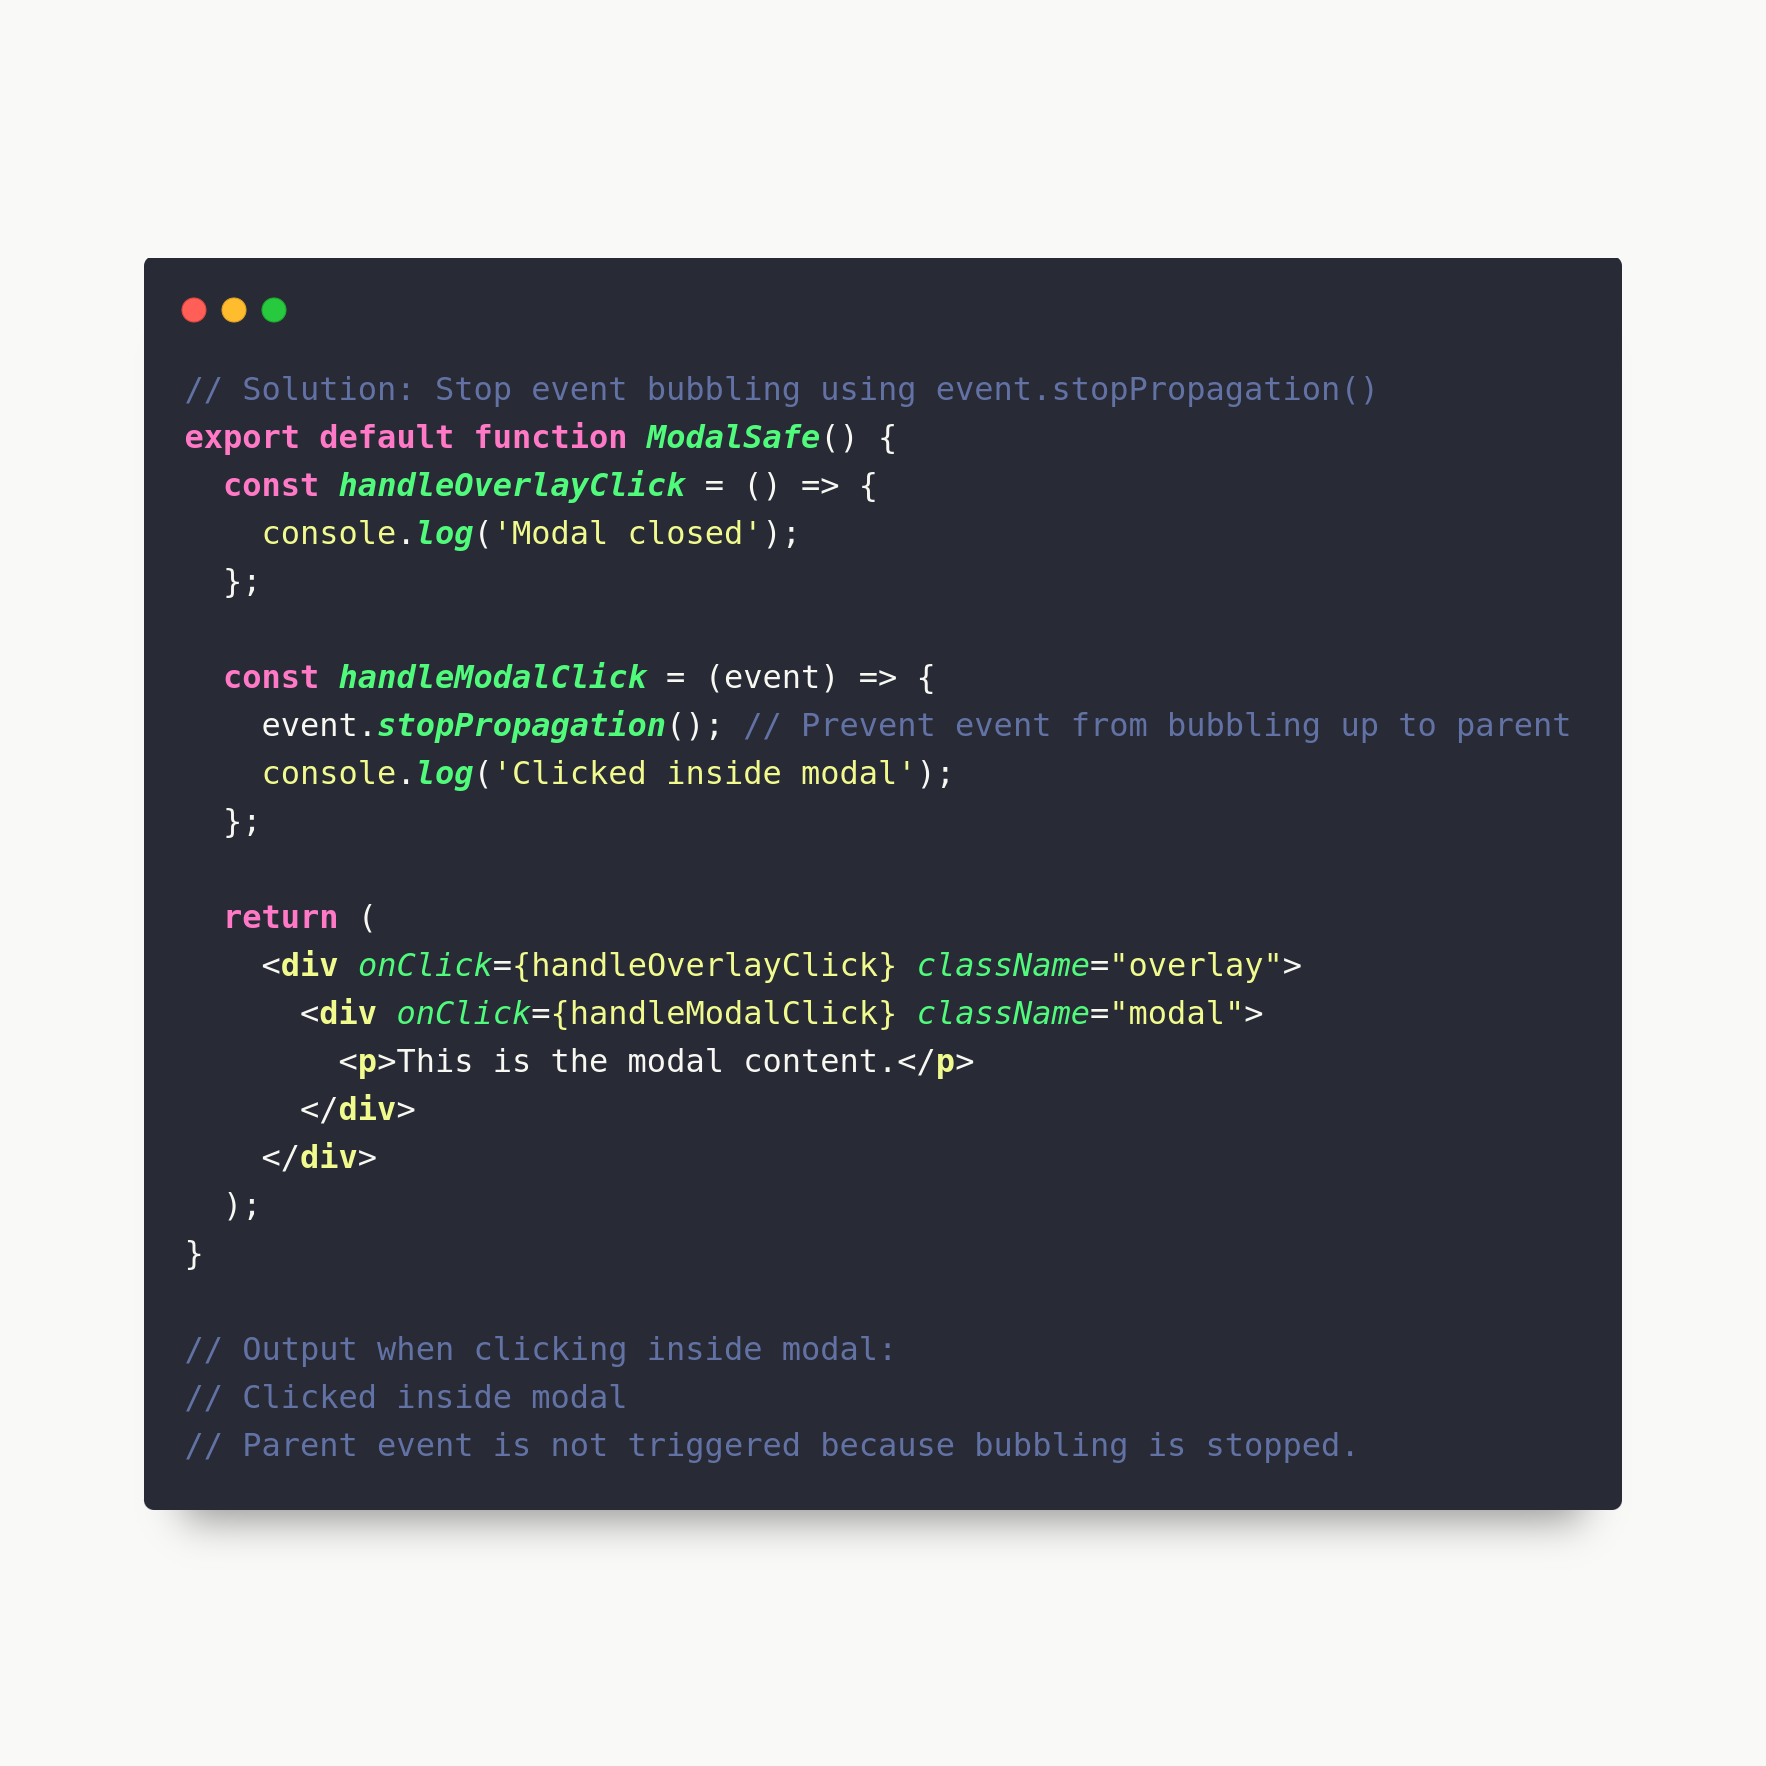 // Solution: Stop event bubbling using event.stopPropagation()
export default function ModalSafe() {
  const handleOverlayClick = () => {
    console.log('Modal closed');
  };

  const handleModalClick = (event) => {
    event.stopPropagation(); // Prevent event from bubbling up to parent
    console.log('Clicked inside modal');
  };

  return (
    <div onClick={handleOverlayClick} className="overlay">
      <div onClick={handleModalClick} className="modal">
        <p>This is the modal content.</p>
      </div>
    </div>
  );
}

// Output when clicking inside modal:
// Clicked inside modal
// Parent event is not triggered because bubbling is stopped.